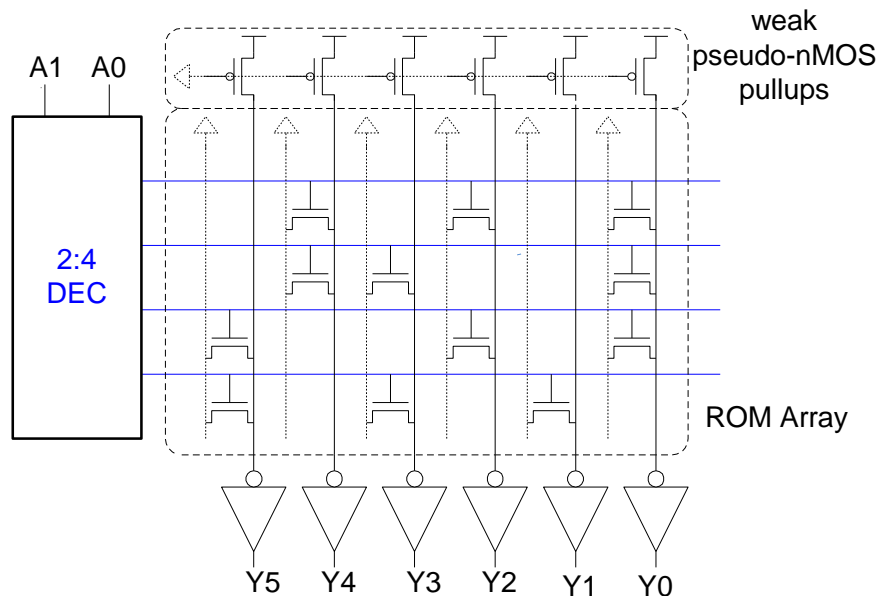 weak
pseudo-nMOS
pullups
A1 A0
2:4
DEC
ROM Array
Y5 Y4 Y3 Y2 Y1 Y0